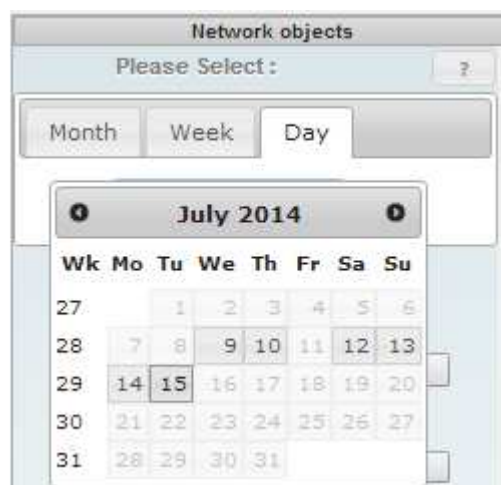 Network objects
Please Select :
?
Month Week Day
July 2014
Wk Mo Tu We Th Fr Sa Su
27 1 2 3 4 5 6
28 7 8 9 10 11 12 13
29 14 15 16 17 18 19 20
30 21 22 23 24 25 26 27
31 28 29 30 31